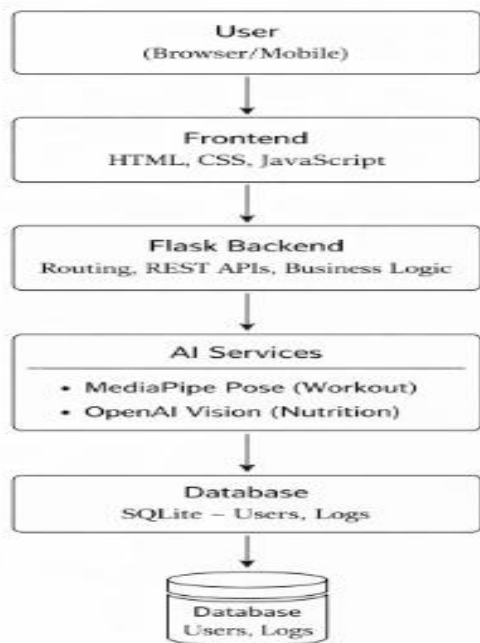 User
(Browser/Mobile)
Frontend
HTML, CSS, JavaScript
Flask Backend
Routing, REST APIs, Business Logic
AI Services
• MediaPipe Pose (Workout)
• OpenAI Vision (Nutrition)
Database
SQLite – Users, Logs
Database
Users, Logs